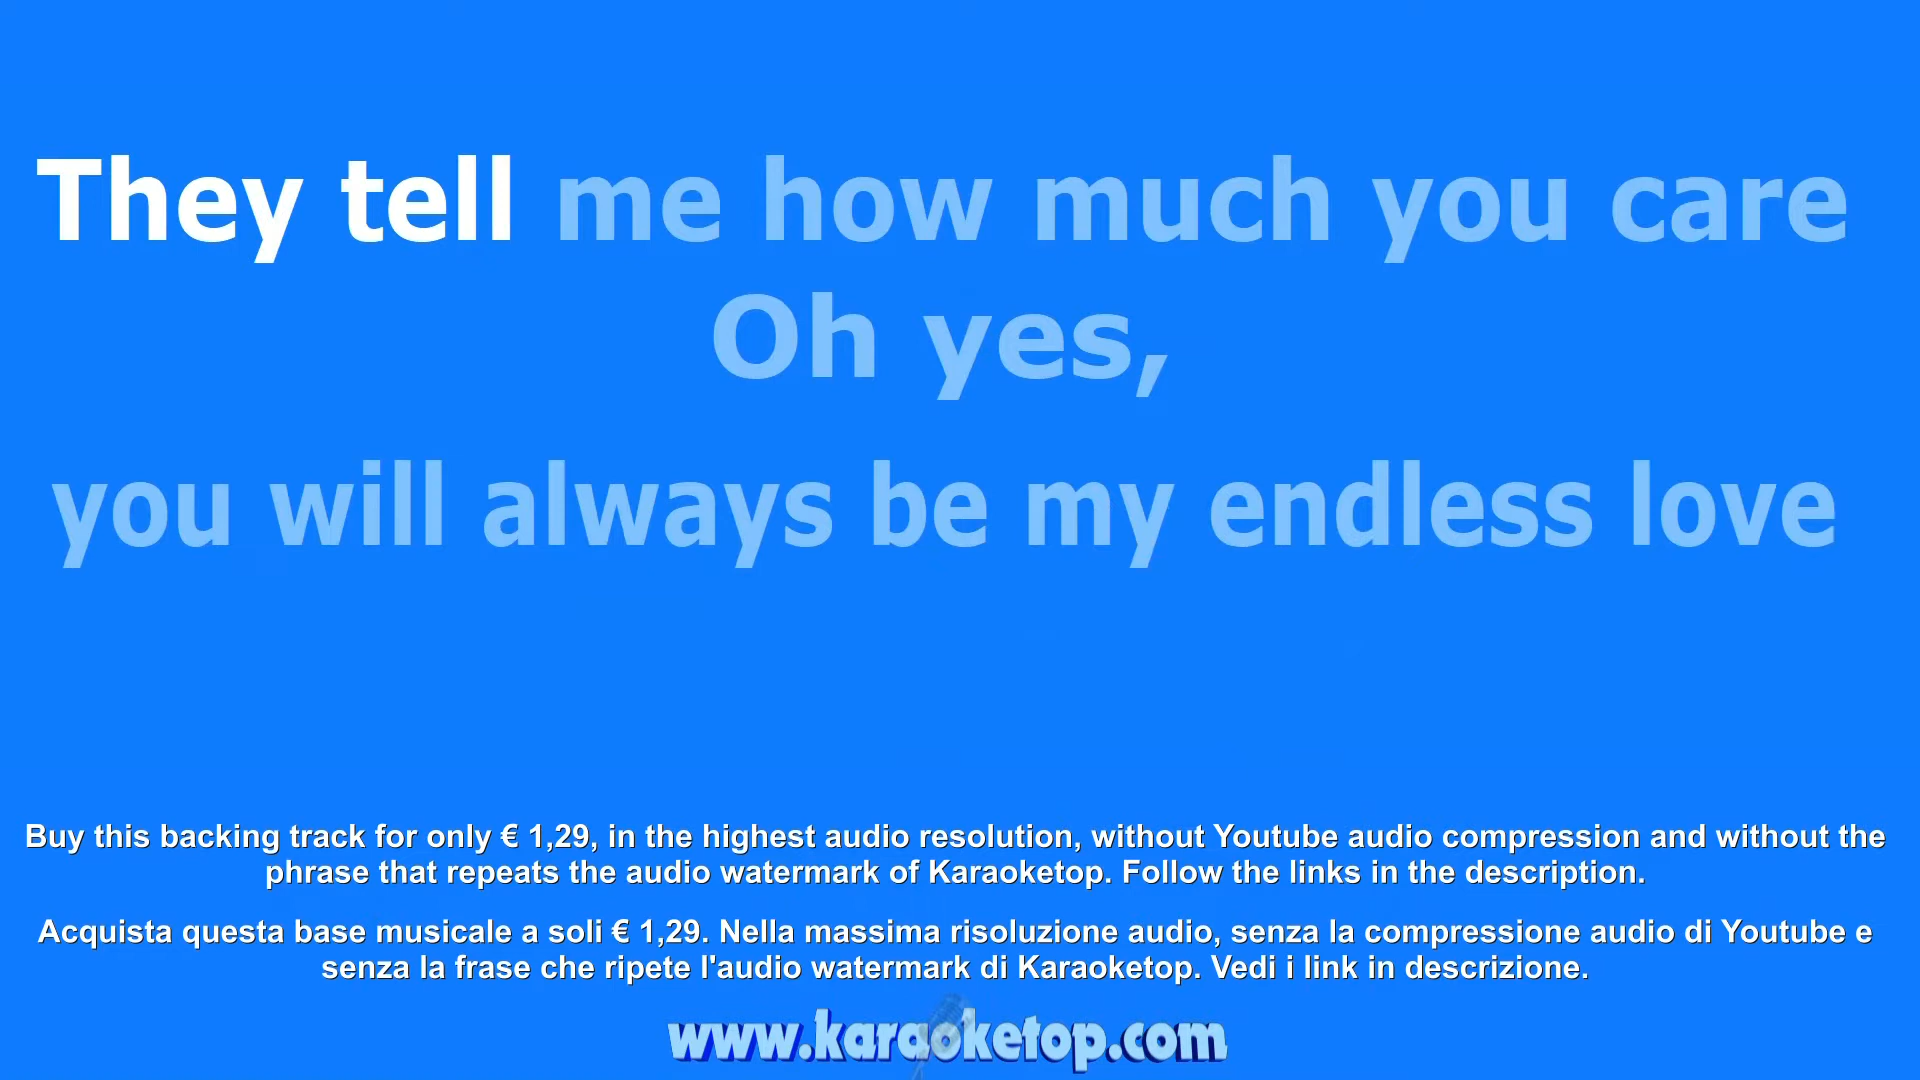 They tell me how much you care
Oh yes,
you will always be my endless love
Buy this backing track for only € 1,29, in the highest audio resolution, without Youtube audio compression and without the
phrase that repeats the audio watermark of Karaoketop. Follow the links in the description.
Acquista questa base musicale a soli € 1,29. Nella massima risoluzione audio, senza la compressione audio di Youtube e
senza la frase che ripete l'audio watermark di Karaoketop. Vedi i link in descrizione.
www.karaoketop.com